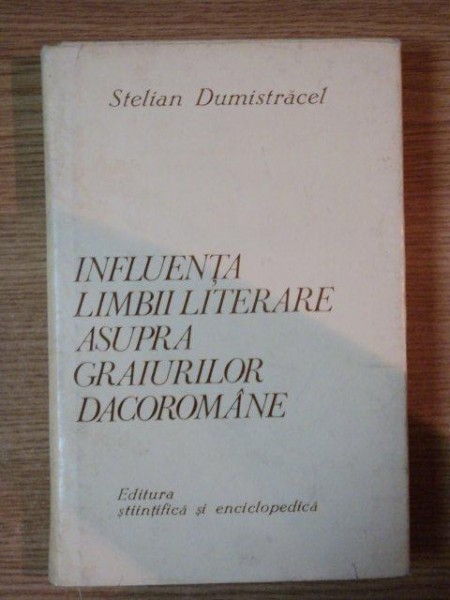 Stelian Dumistrăcel
INFLUENȚA
LIMBII LITERARE
ASUPRA
GRAIURILOR
DACOROMÂNE
Editura
științifică și enciclopedică